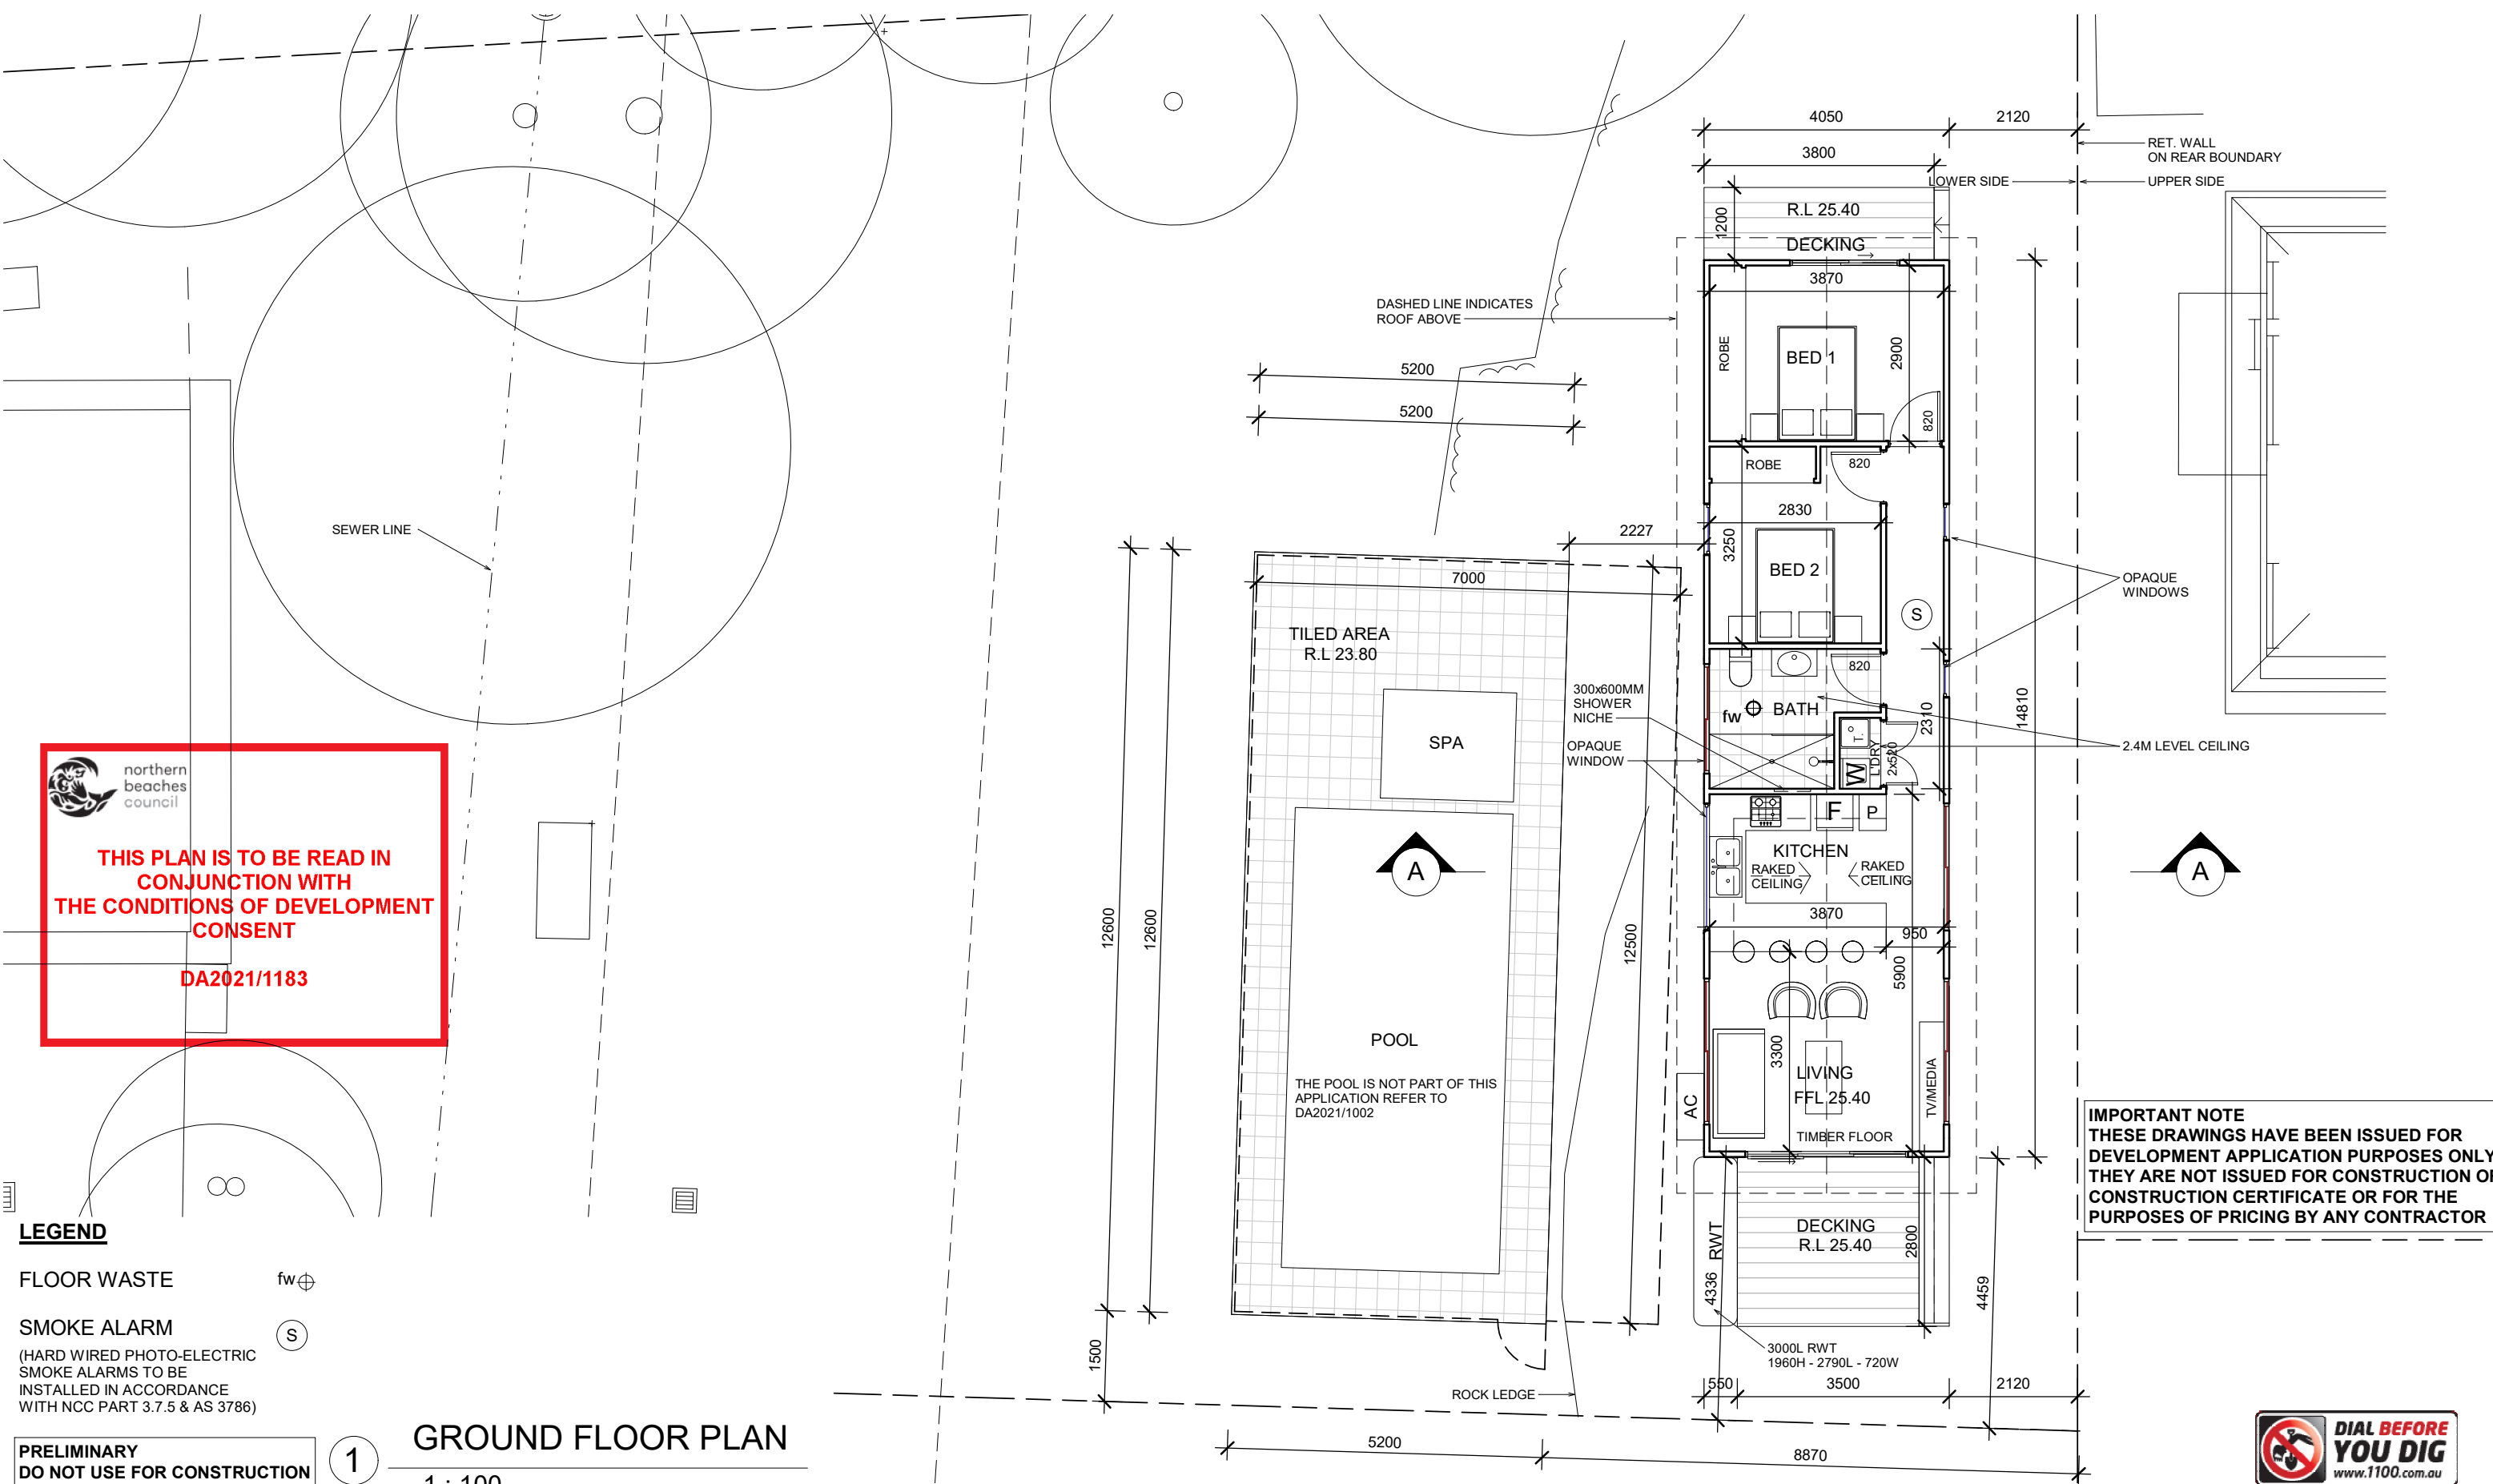 4050
2120
RET. WALL
ON REAR BOUNDARY
3800
LOWER SIDE
UPPER SIDE
1200
R.L 25.40
DECKING
3870
DASHED LINE INDICATES
ROOF ABOVE
ROBE
BED 1
2900
820
5200
5200
ROBE
820
SEWER LINE
2830
2227
3250
BED 2
7000
OPAQUE
WINDOWS
S
TILED AREA
R.L 23.80
820
300x600MM
SHOWER
NICHE
fw
BATH
2310
14810
T.
L'DRY
2x520
W
OPAQUE
WINDOW
2.4M LEVEL CEILING
SPA
northern
beaches
council
THIS PLAN IS TO BE READ IN
CONJUNCTION WITH
THE CONDITIONS OF DEVELOPMENT
CONSENT
DA2021/1183
F
P
KITCHEN
RAKED
CEILING
RAKED
CEILING
A
A
3870
950
12600
12600
12500
5900
3300
POOL
THE POOL IS NOT PART OF THIS
APPLICATION REFER TO
DA2021/1002
LIVING
FFL 25.40
TV/MEDIA
AC
TIMBER FLOOR
IMPORTANT NOTE
THESE DRAWINGS HAVE BEEN ISSUED FOR
DEVELOPMENT APPLICATION PURPOSES ONLY
THEY ARE NOT ISSUED FOR CONSTRUCTION
CONSTRUCTION CERTIFICATE OR FOR THE
PURPOSES OF PRICING BY ANY CONTRACTOR
DECKING
R.L 25.40
RWT
4336
2800
4459
LEGEND
FLOOR WASTE
fw
SMOKE ALARM
S
(HARD WIRED PHOTO-ELECTRIC
SMOKE ALARMS TO BE
INSTALLED IN ACCORDANCE
WITH NCC PART 3.7.5 & AS 3786)
1500
3000L RWT
1960H - 2790L - 720W
550
3500
2120
ROCK LEDGE
PRELIMINARY
DO NOT USE FOR CONSTRUCTION
1
GROUND FLOOR PLAN
1 : 100
5200
8870
DIAL BEFORE
YOU DIG
www.1100.com.au